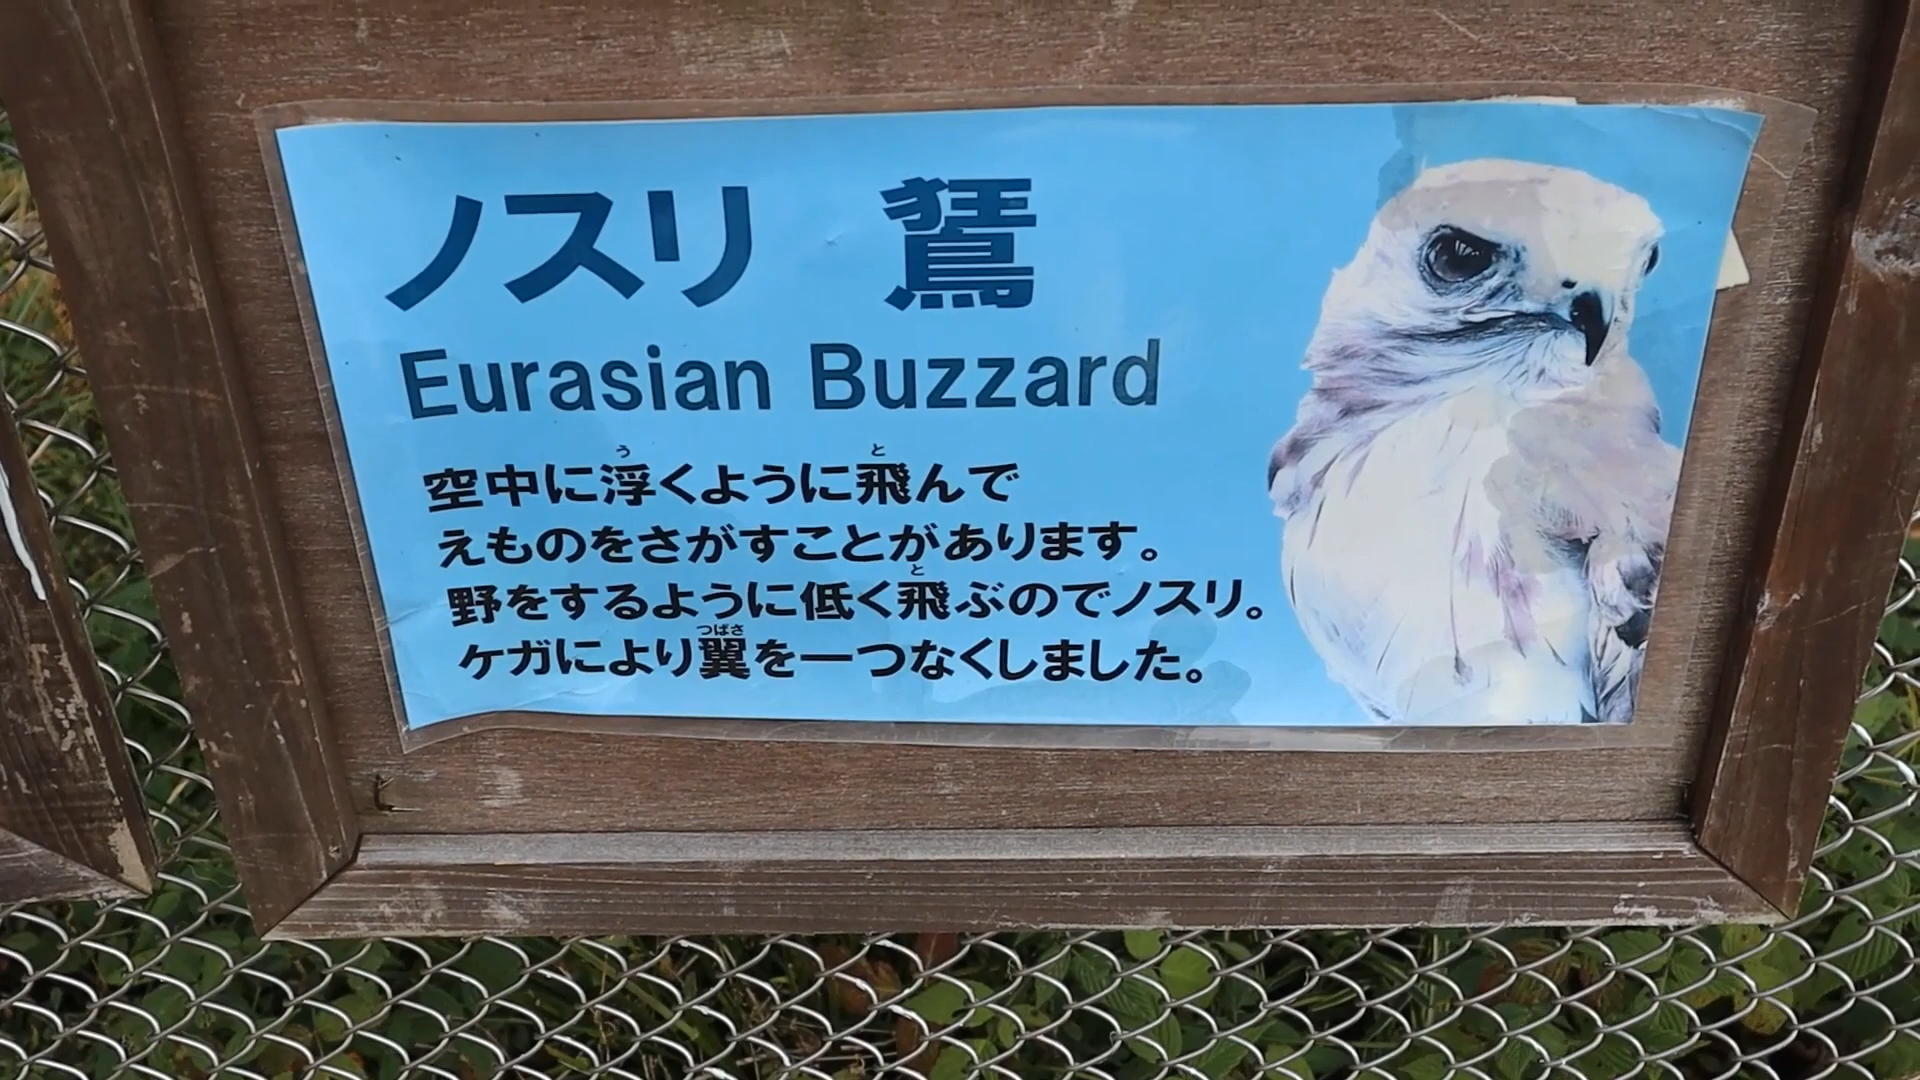 ノスリ 鵟
Eurasian Buzzard
空中に浮くように飛んで
えものをさがすことがあります。
野をするように低く飛ぶのでノスリ。
ケガにより翼を一つなくしました。